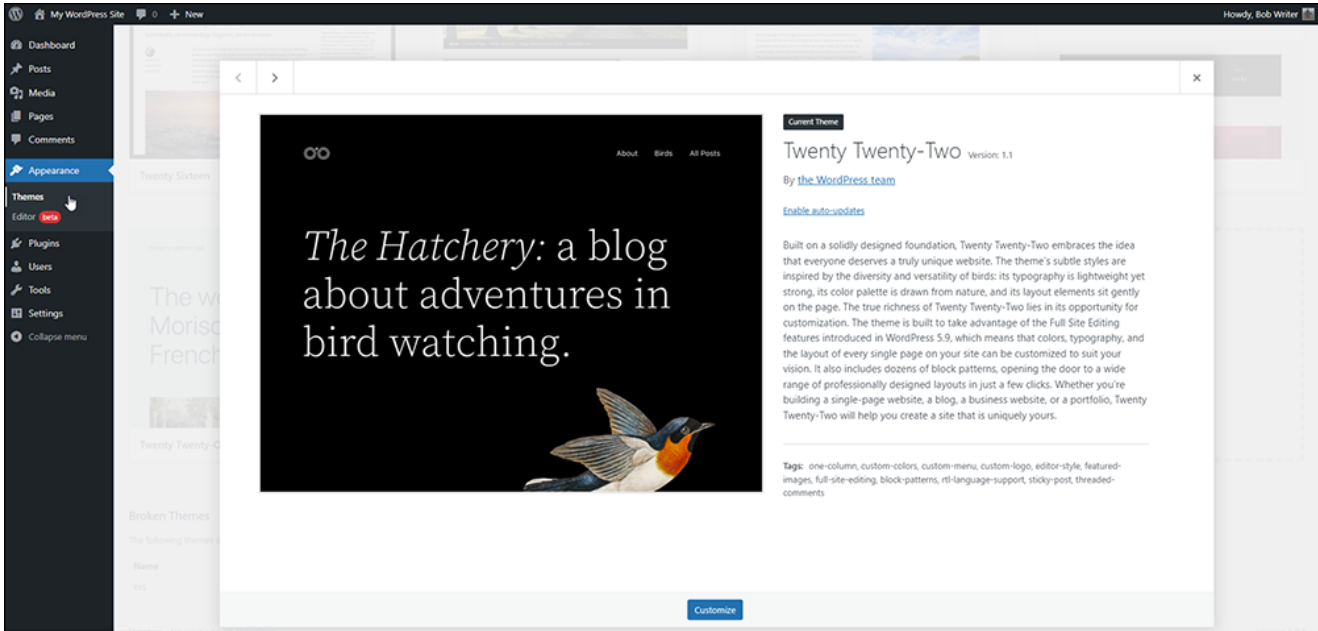 My WordPress Site 0 + New
Howdy, Bob Writer
Dashboard
Posts
Media
Pages
Comments
Appearance
Themes
Editor beta
Plugins
Users
Tools
Settings
Collapse menu
Twenty Sixteen
The wo
Morisc
French
Twenty Twenty-O
Broken Themes
The following themes a
Name
About Birds All Posts
The Hatchery: a blog
about adventures in
bird watching.
Current Theme
Twenty Twenty-Two Version: 1.1
By the WordPress team
Enable auto-updates
Built on a solidly designed foundation, Twenty Twenty-Two embraces the idea
that everyone deserves a truly unique website. The theme's subtle styles are
inspired by the diversity and versatility of birds: its typography is lightweight yet
strong, its color palette is drawn from nature, and its layout elements sit gently
on the page. The true richness of Twenty Twenty-Two lies in its opportunity for
customization. The theme is built to take advantage of the Full Site Editing
features introduced in WordPress 5.9, which means that colors, typography, and
the layout of every single page on your site can be customized to suit your
vision. It also includes dozens of block patterns, opening the door to a wide
range of professionally designed layouts in just a few clicks. Whether you're
building a single-page website, a blog, a business website, or a portfolio, Twenty
Twenty-Two will help you create a site that is uniquely yours.
Tags: one-column, custom-colors, custom-menu, custom-logo, editor-style, featured-
images, full-site-editing, block-patterns, rtl-language-support, sticky-post, threaded-
comments
Customize